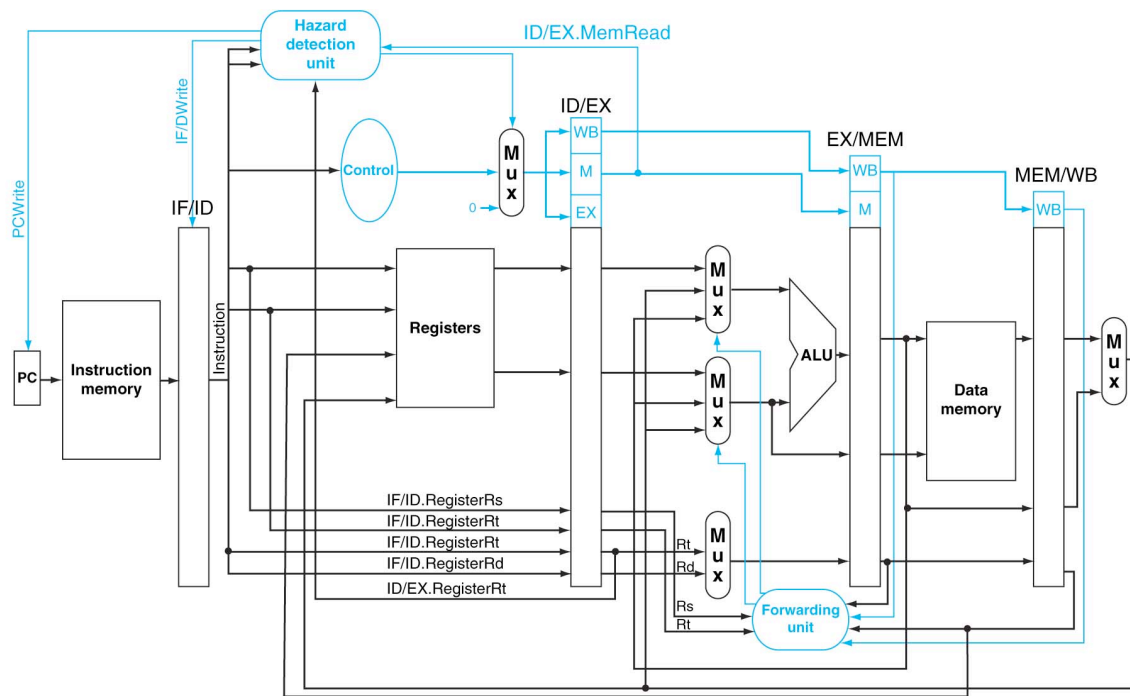 Hazard
detection
unit
ID/EX.MemRead
PCWrite
IF/DWrite
ID/EX
EX/MEM
MEM/WB
IF/ID
Control
0
M
u
x
WB
M
EX
WB
M
WB
PC
Instruction
memory
Instruction
Registers
M
u
x
M
u
x
ALU
Data
memory
M
u
x
IF/ID.RegisterRs
IF/ID.RegisterRt
IF/ID.RegisterRt
IF/ID.RegisterRd
ID/EX.RegisterRt
Rt
Rd
M
u
x
Rs
Rt
Forwarding
unit